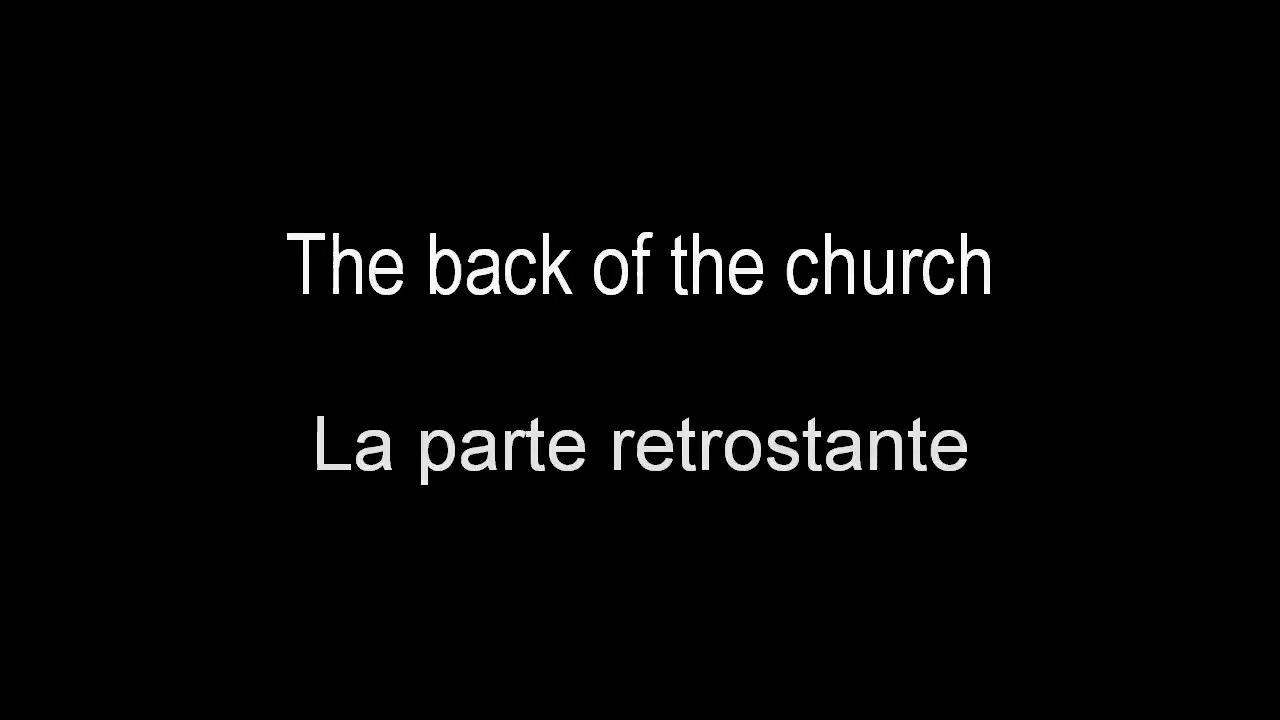 The back of the church
La parte retrostante